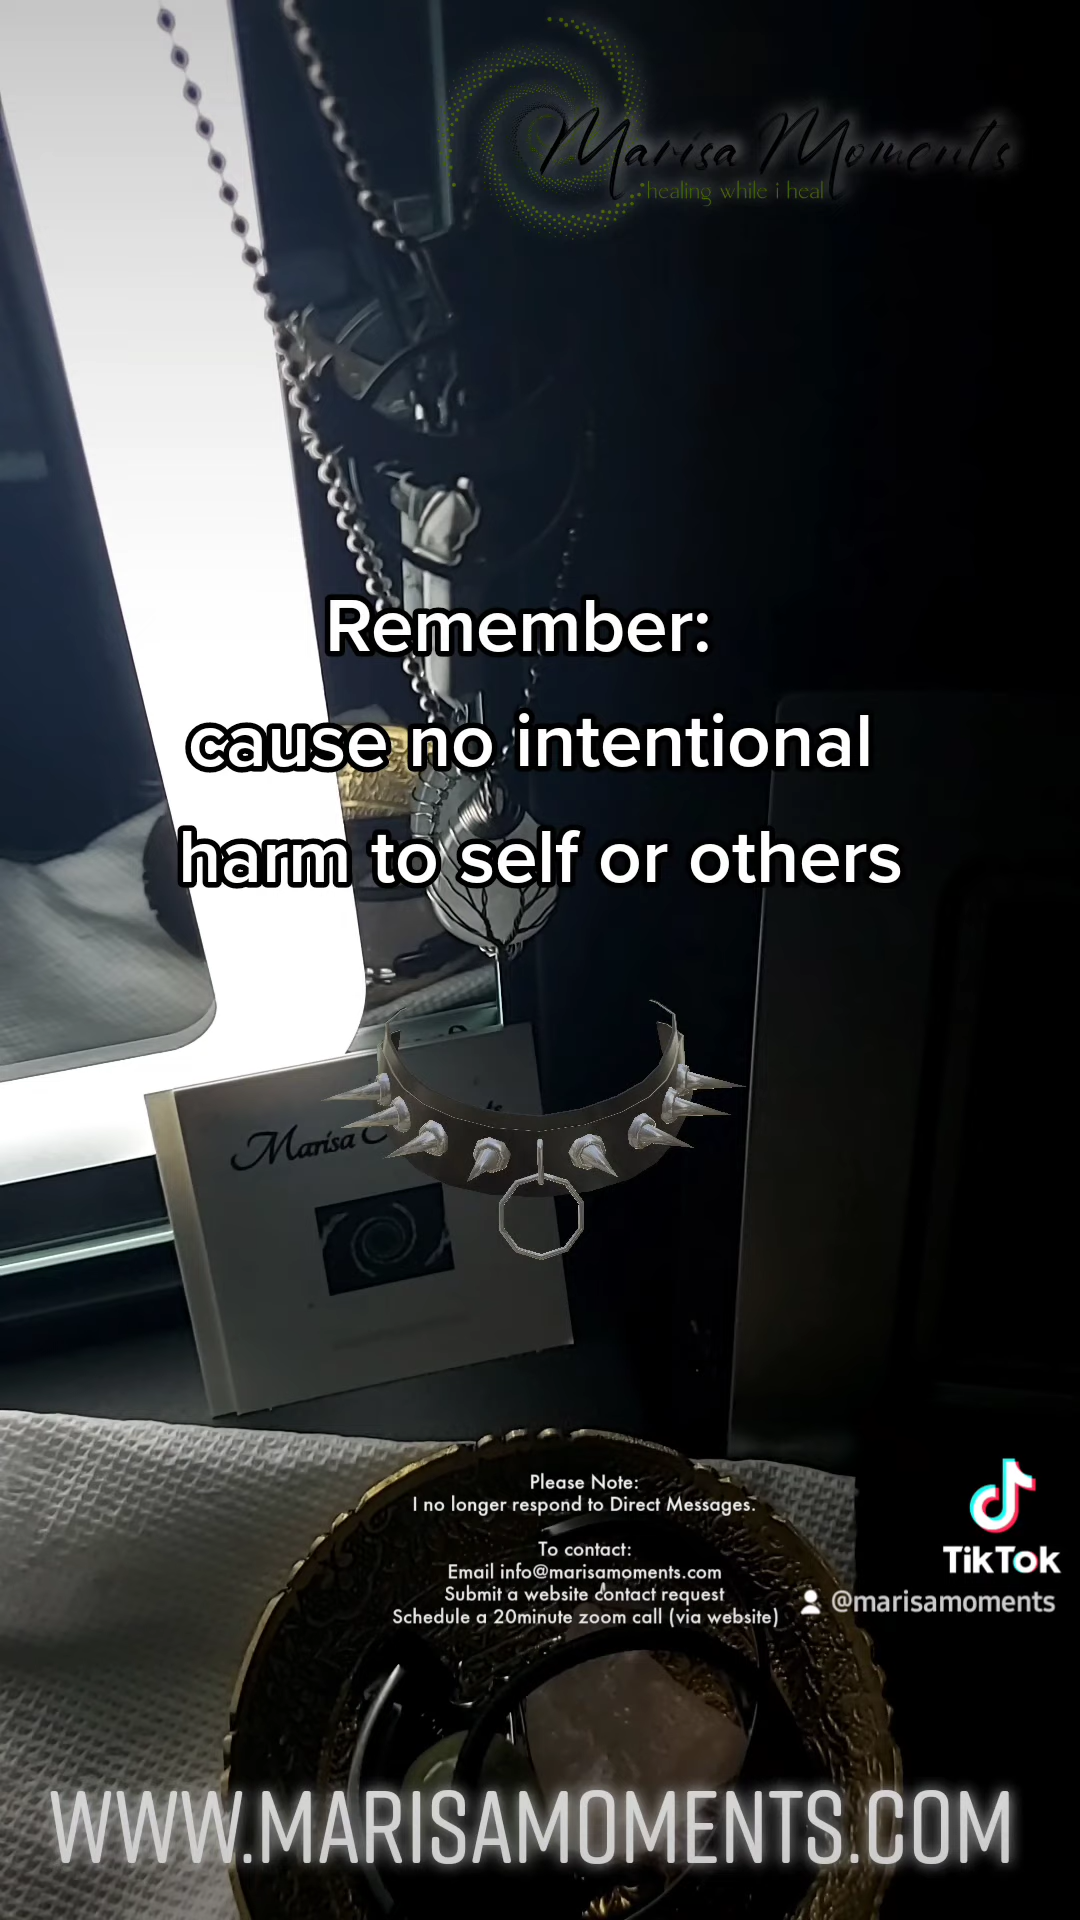 Marisa Moments
healing while i heal
Remember:
cause no intentional
harm to self or others
Marisa
Please Note:
I no longer respond to Direct Messages.
To contact:
Email info@marisamoments.com
Submit a website contact request
Schedule a 20minute zoom call (via website)
TikTok
@marisamoments
WWW.MARISAMOMENTS.COM